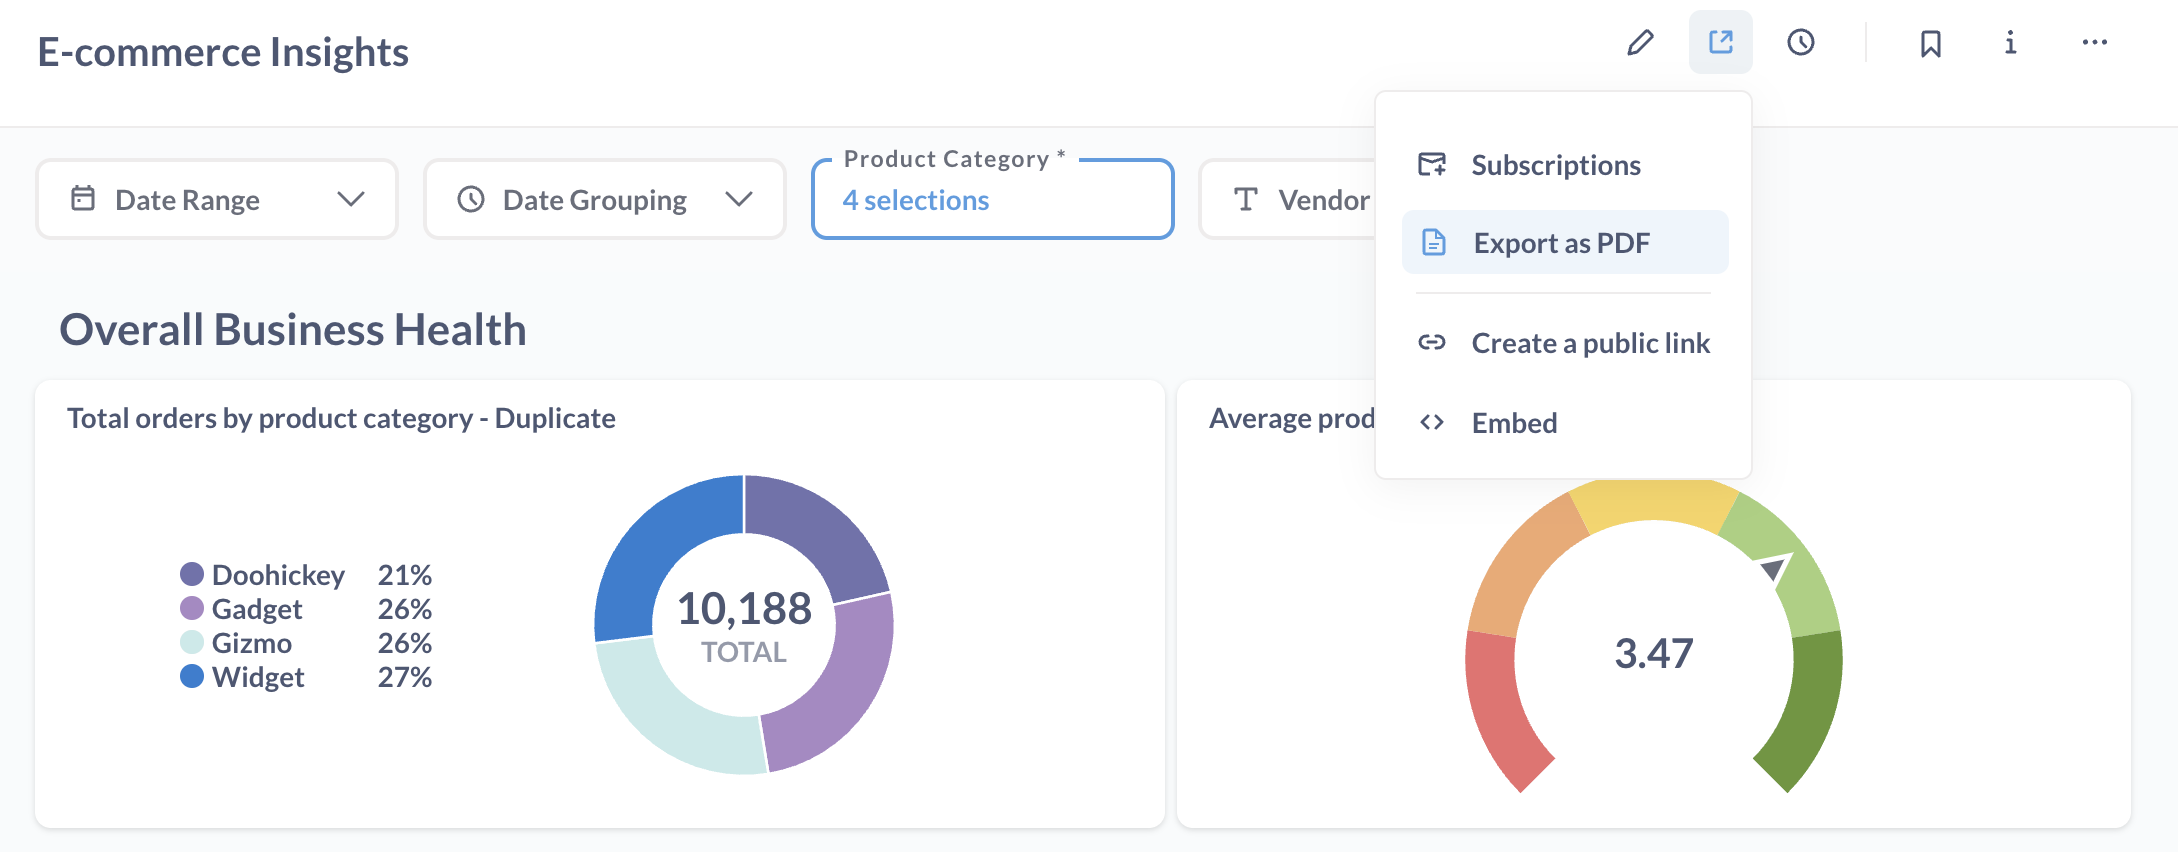 E-commerce Insights
Date Range
Date Grouping
Product Category *
4 selections
Vendor
Subscriptions
Export as PDF
Create a public link
Embed
Overall Business Health
Total orders by product category - Duplicate
Doohickey 21%
Gadget 26%
Gizmo 26%
Widget 27%
10,188
TOTAL
Average prod
3.47